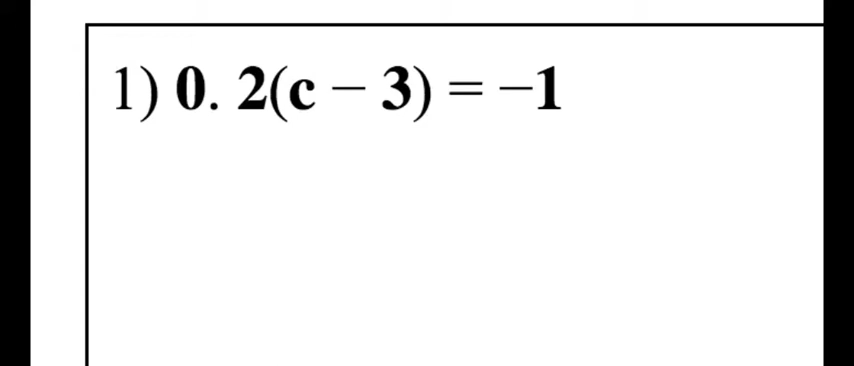 1) 0. 2(c − 3) = −1